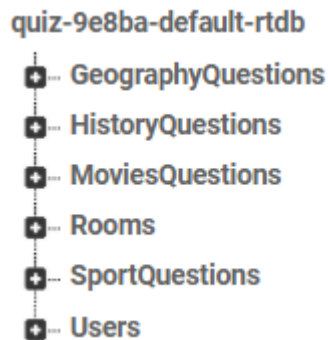 quiz-9e8ba-default-rtdb
GeographyQuestions
HistoryQuestions
MoviesQuestions
Rooms
SportQuestions
Users